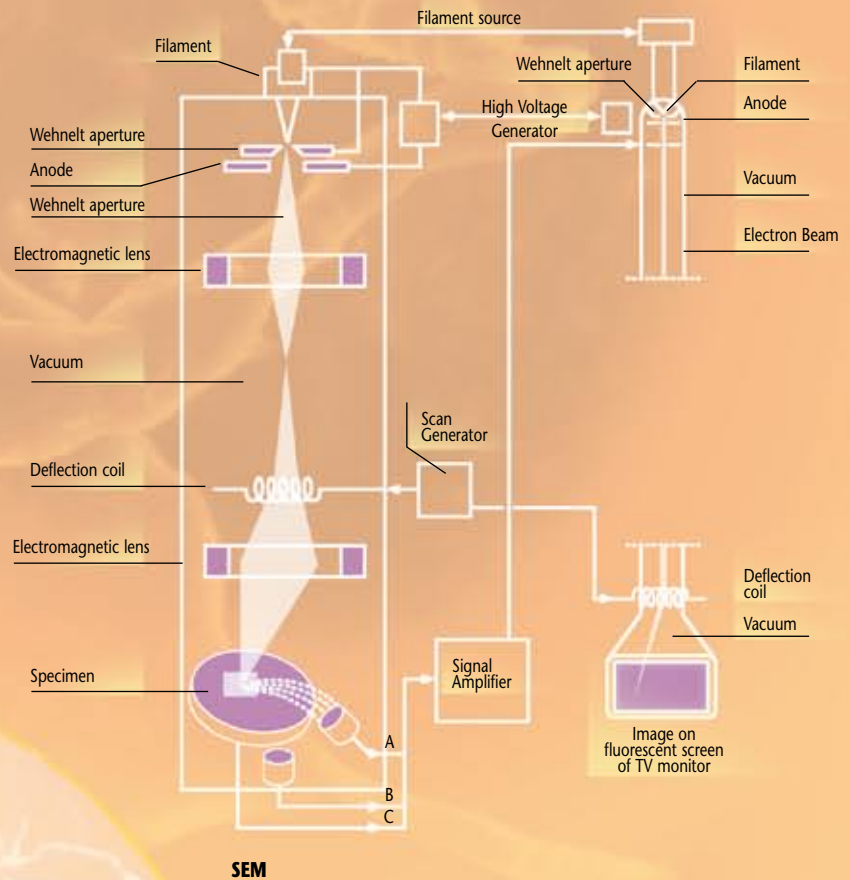 Filament source
Filament
Wehnelt aperture
Filament
High Voltage
Generator
Anode
Wehnelt aperture
Anode
Vacuum
Wehnelt aperture
Electron Beam
Electromagnetic lens
Vacuum
Scan
Generator
Deflection coil
Electromagnetic lens
Deflection
coil
Vacuum
Specimen
Signal
Amplifier
Image on
fluorescent screen
of TV monitor
A
B
C
SEM